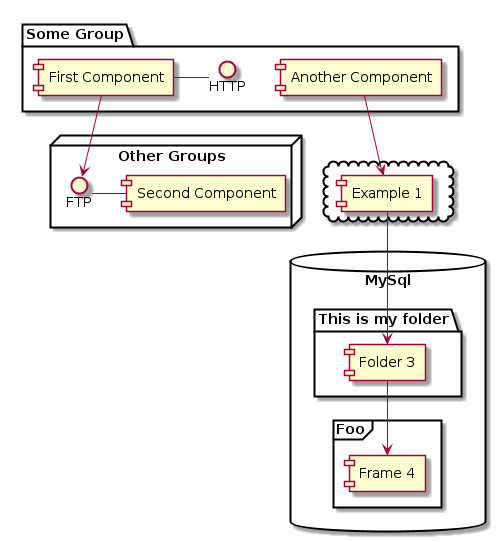 Some Group
First Component
HTTP
Another Component
Other Groups
FTP
Second Component
Example 1
MySql
This is my folder
Folder 3
Foo
Frame 4